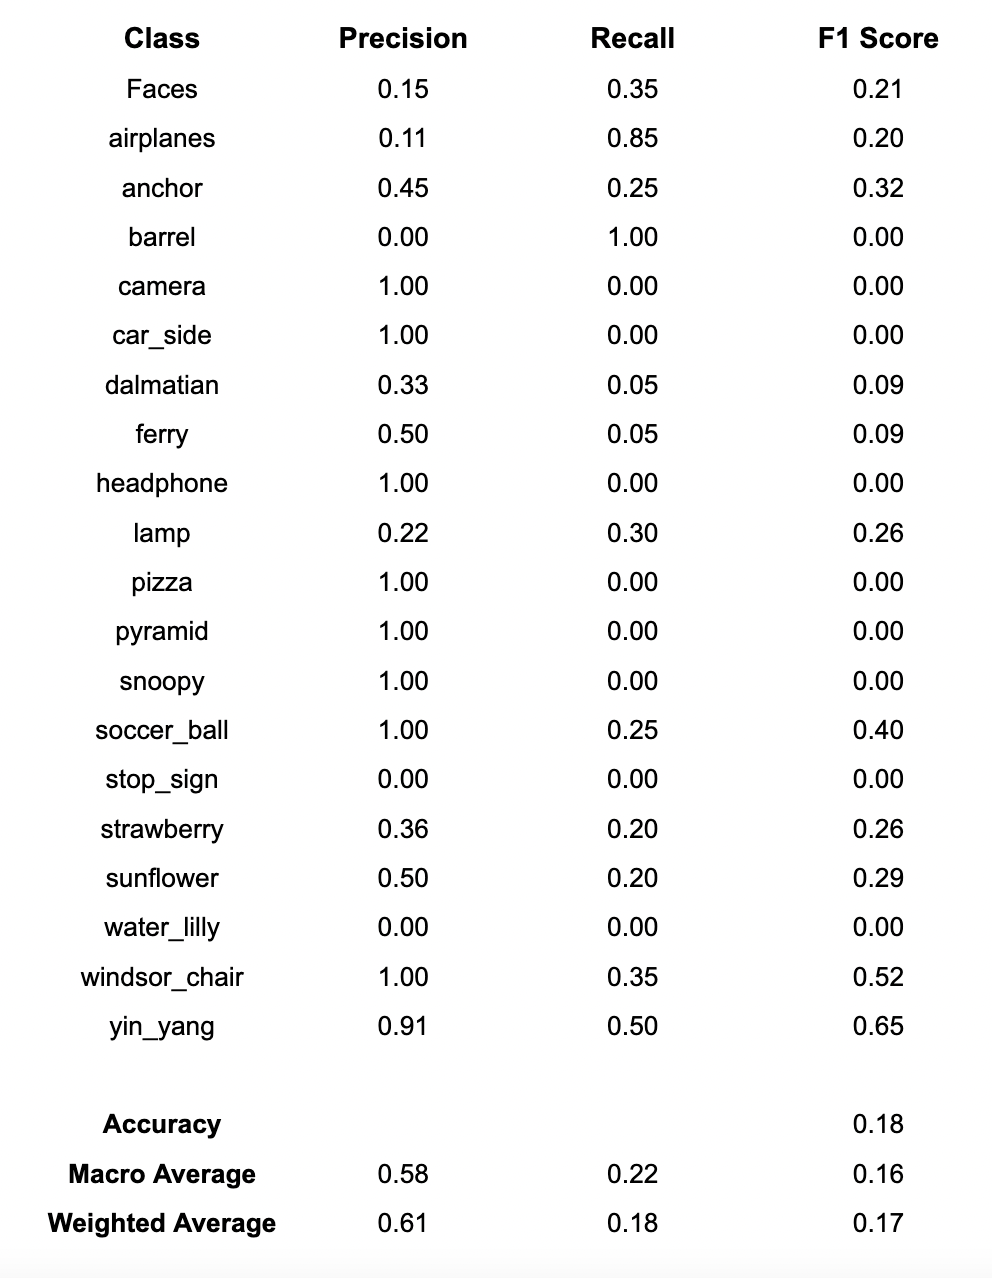 Class Precision Recall F1 Score
Faces 0.15 0.35 0.21
airplanes 0.11 0.85 0.20
anchor 0.45 0.25 0.32
barrel 0.00 1.00 0.00
camera 1.00 0.00 0.00
car_side 1.00 0.00 0.00
dalmatian 0.33 0.05 0.09
ferry 0.50 0.05 0.09
headphone 1.00 0.00 0.00
lamp 0.22 0.30 0.26
pizza 1.00 0.00 0.00
pyramid 1.00 0.00 0.00
snoopy 1.00 0.00 0.00
soccer_ball 1.00 0.25 0.40
stop_sign 0.00 0.00 0.00
strawberry 0.36 0.20 0.26
sunflower 0.50 0.20 0.29
water_lilly 0.00 0.00 0.00
windsor_chair 1.00 0.35 0.52
yin_yang 0.91 0.50 0.65
Accuracy 0.18
Macro Average 0.58 0.22 0.16
Weighted Average 0.61 0.18 0.17